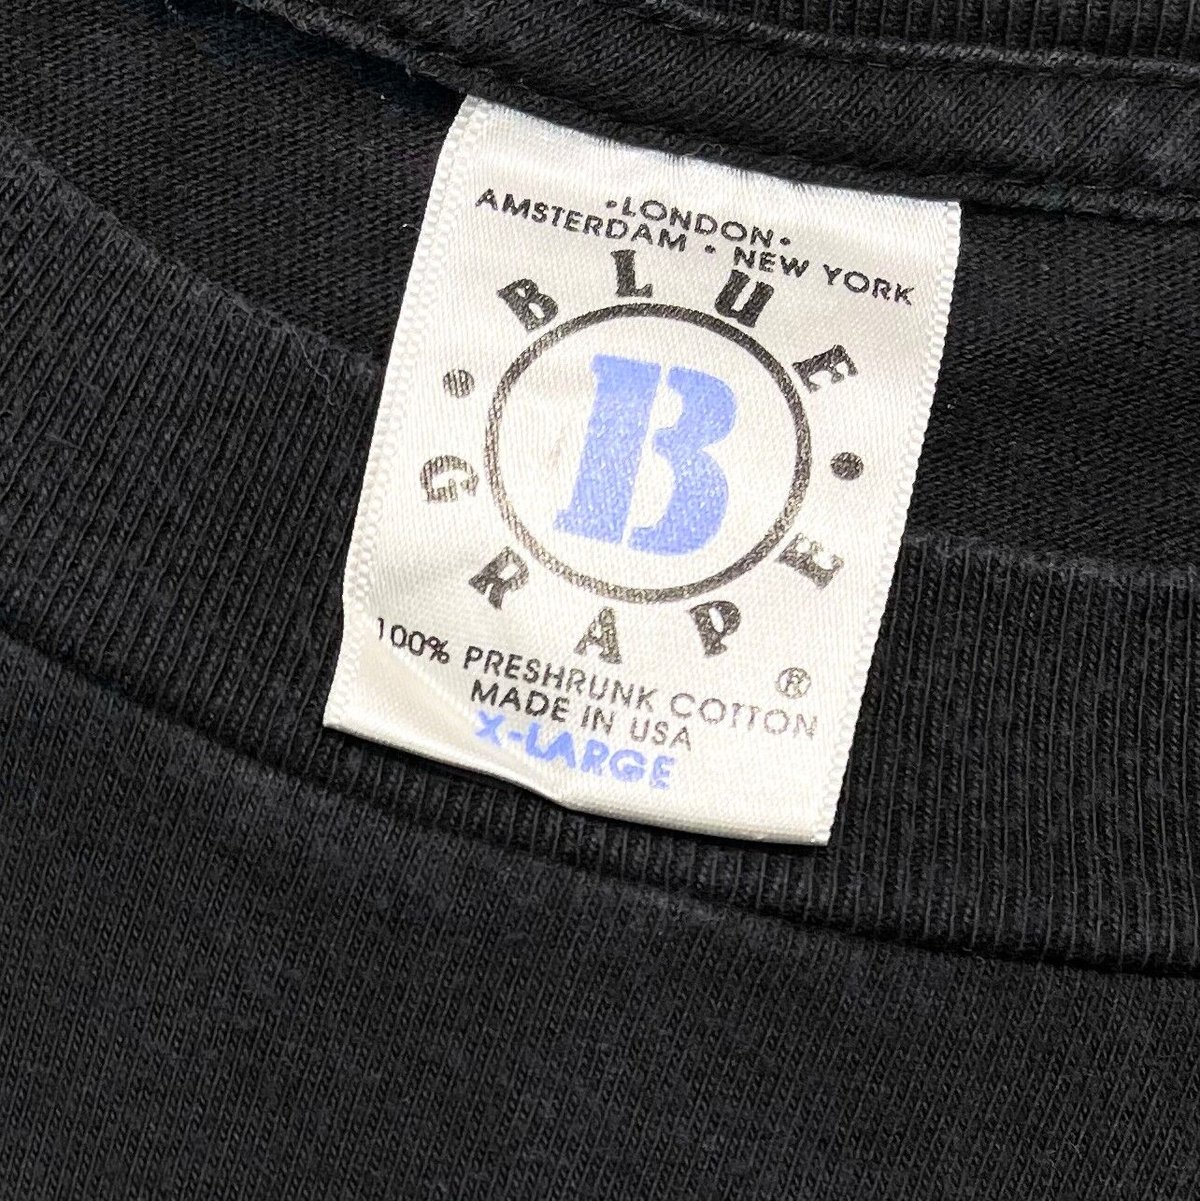 •LONDON•
AMSTERDAM • NEW YORK
BLUE
B
• GRAPE •
®
100% PRESHRUNK COTTON
MADE IN USA
X-LARGE